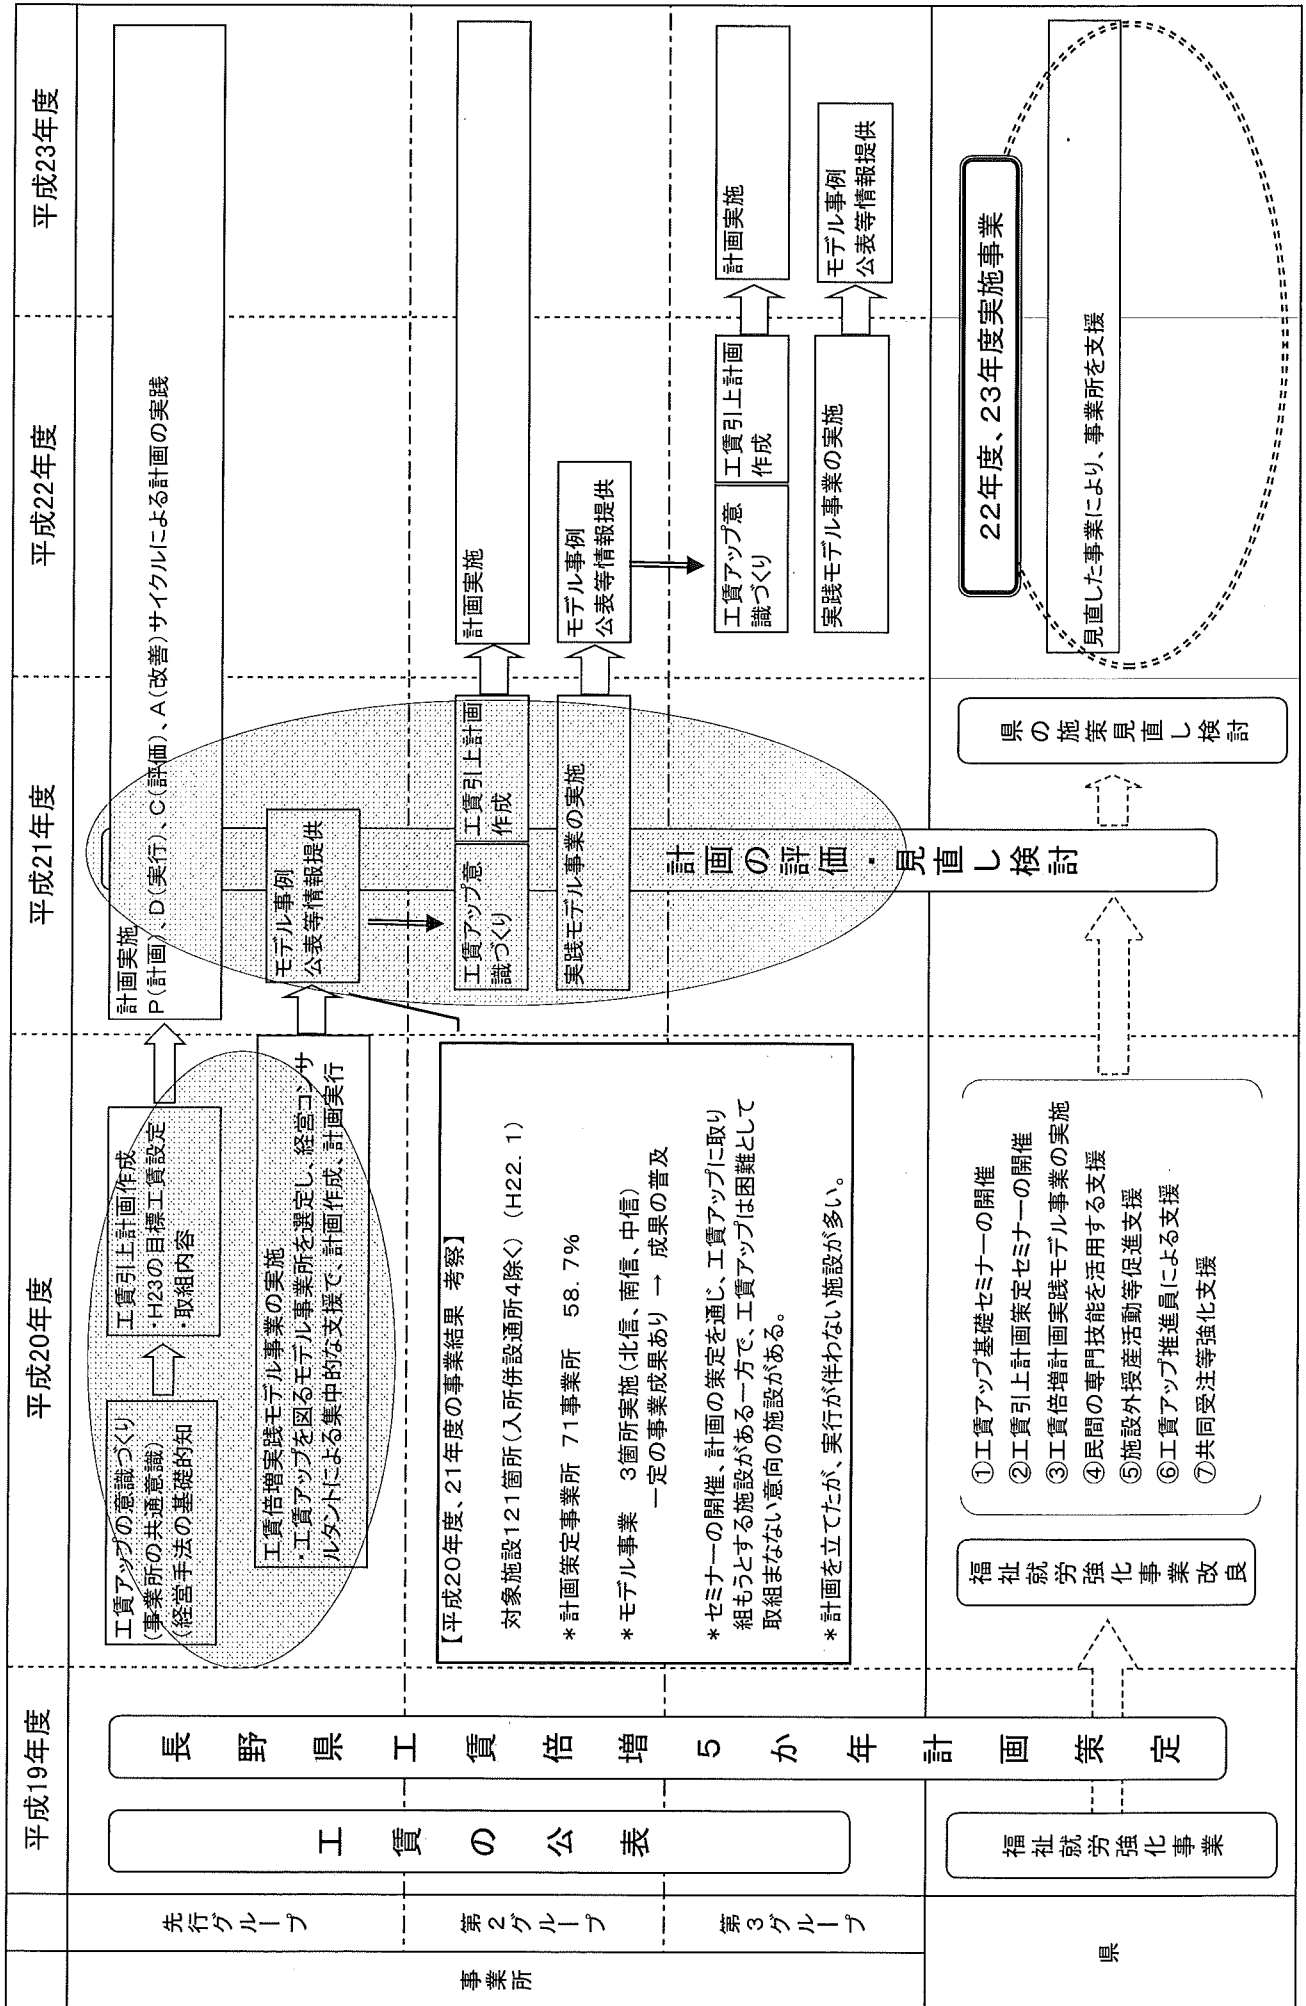 平成19年度
平成20年度
平成21年度
平成22年度
平成23年度
事業所
先行グループ
第2グループ
第3グループ
県
工賃の公表
長野県工賃倍増5か年計画策定
工賃アップの意識づくり
(事業所の共通意識)
(経営手法の基礎的知
工賃引上計画作成
・H23の目標工賃設定
・取組内容
計画実施
P(計画)、D(実行)、C(評価)、A(改善)サイクルによる計画の実践
工賃倍増実践モデル事業の実施
・工賃アップを図るモデル事業所を選定し、経営コンサ
ルタントによる集中的な支援で、計画作成、計画実行
モデル事例
公表等情報提供
【平成20年度、21年度の事業結果 考察】
対象施設121箇所(入所併設通所4除く) (H22.1)
*計画策定事業所 71事業所 58.7%
*モデル事業 3箇所実施(北信、南信、中信)
一定の事業成果あり → 成果の普及
*セミナーの開催、計画の策定を通じ、工賃アップに取り
組もうとする施設がある一方で、工賃アップは困難として
取組まなない意向の施設がある。
*計画を立てたが、実行が伴わない施設が多い。
工賃アップ意
識づくり
工賃引上計画
作成
計画実施
実践モデル事業の実施
モデル事例
公表等情報提供
工賃アップ意
識づくり
工賃引上計画
作成
計画実施
実践モデル事業の実施
モデル事例
公表等情報提供
計画の評価・見直し検討
福祉就労強化事業
福祉就労強化事業改良
①工賃アップ基礎セミナーの開催
②工賃引上計画策定セミナーの開催
③工賃倍増計画実践モデル事業の実施
④民間の専門技能を活用する支援
⑤施設外授産活動等促進支援
⑥工賃アップ推進員による支援
⑦共同受注等強化支援
県の施策見直し検討
22年度、23年度実施事業
見直した事業により、事業所を支援